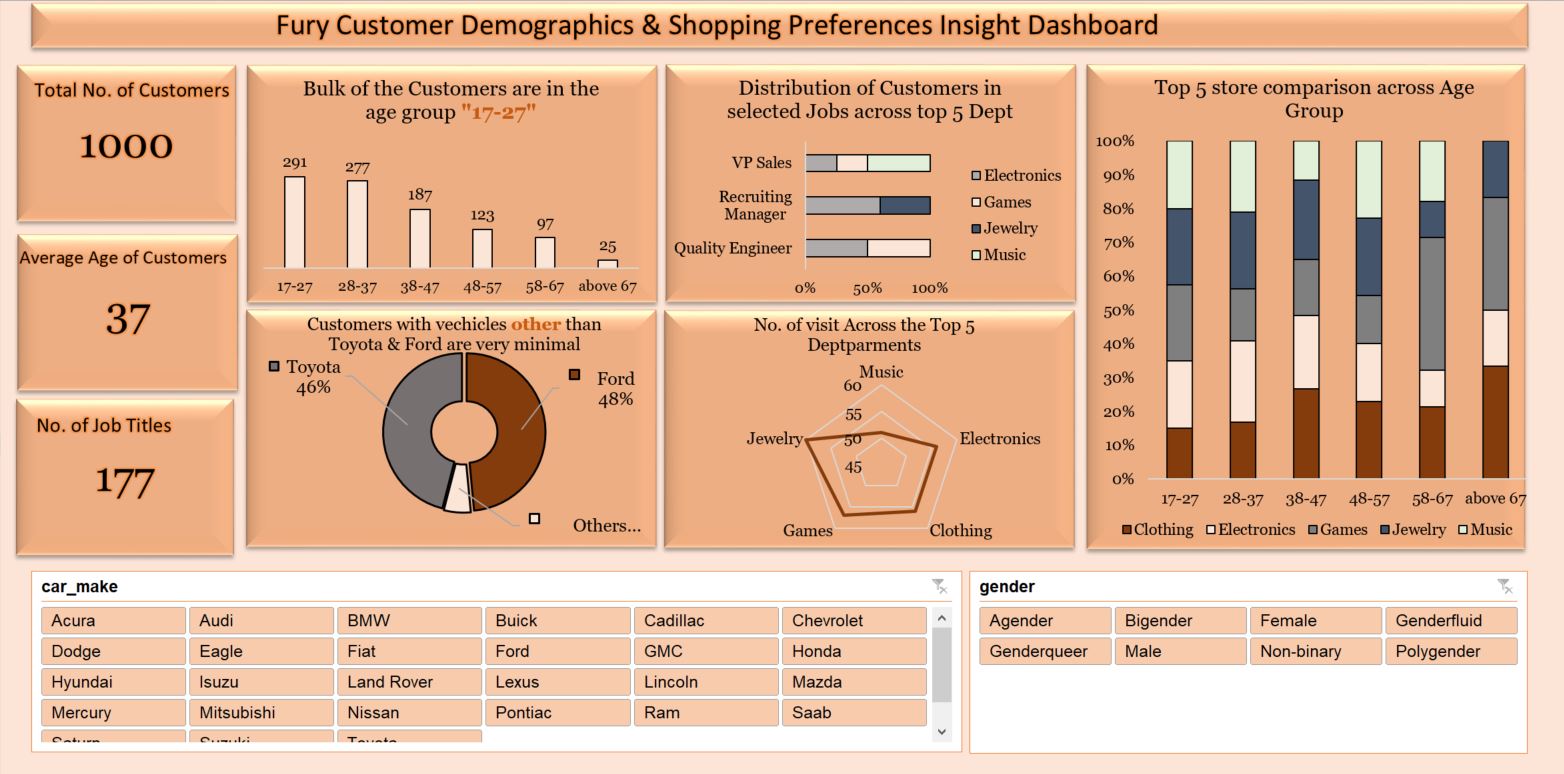 Fury Customer Demographics & Shopping Preferences Insight Dashboard
Total No. of Customers
1000
Average Age of Customers
37
No. of Job Titles
177
Bulk of the Customers are in the
age group "17-27"
291
277
187
123
97
25
17-27
28-37
38-47
48-57
58-67
above 67
Customers with vechicles other than
Toyota & Ford are very minimal
Toyota
46%
Ford
48%
Others...
Distribution of Customers in
selected Jobs across top 5 Dept
VP Sales
Recruiting
Manager
Quality Engineer
0%
50%
100%
Electronics
Games
Jewelry
Music
No. of visit Across the Top 5
Deptparments
Music
60
55
50
45
Jewelry
Electronics
Games
Clothing
Top 5 store comparison across Age
Group
100%
90%
80%
70%
60%
50%
40%
30%
20%
10%
0%
17-27
28-37
38-47
48-57
58-67
above 67
Clothing
Electronics
Games
Jewelry
Music
car_make
Acura
Audi
BMW
Buick
Cadillac
Chevrolet
Dodge
Eagle
Fiat
Ford
GMC
Honda
Hyundai
Isuzu
Land Rover
Lexus
Lincoln
Mazda
Mercury
Mitsubishi
Nissan
Pontiac
Ram
Saab
Saturn
Suzuki
Toyota
gender
Agender
Bigender
Female
Genderfluid
Genderqueer
Male
Non-binary
Polygender